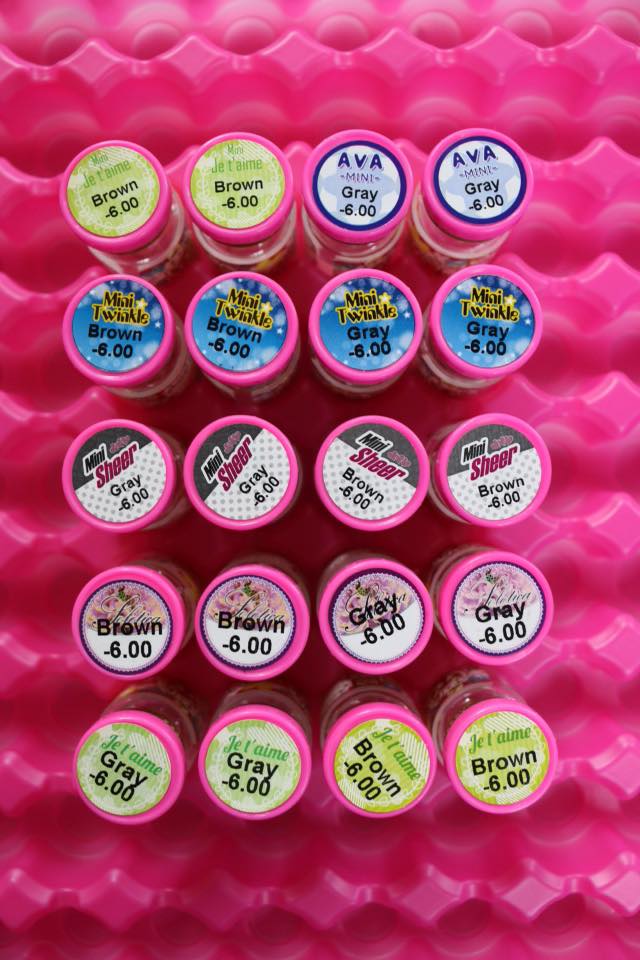 Mini
Je t'aime
Brown
-6.00
Mini
Je t'aime
Brown
-6.00
AVA
-MINI-
Gray
-6.00
AVA
-MINI-
Gray
-6.00
Mini
Twinkle
Brown
-6.00
Mini
Twinkle
Brown
-6.00
Mini
Twinkle
Gray
-6.00
Mini
Twinkle
Gray
-6.00
Mini
Sheer
Gray
-6.00
Mini
Sheer
Gray
-6.00
Mini
Sheer
Brown
-6.00
Mini
Sheer
Brown
-6.00
Brown
-6.00
Brown
-6.00
Gray
-6.00
Gray
-6.00
Je t'aime
Gray
-6.00
Je t'aime
Gray
-6.00
Je t'aime
Brown
-6.00
Je t'aime
Brown
-6.00